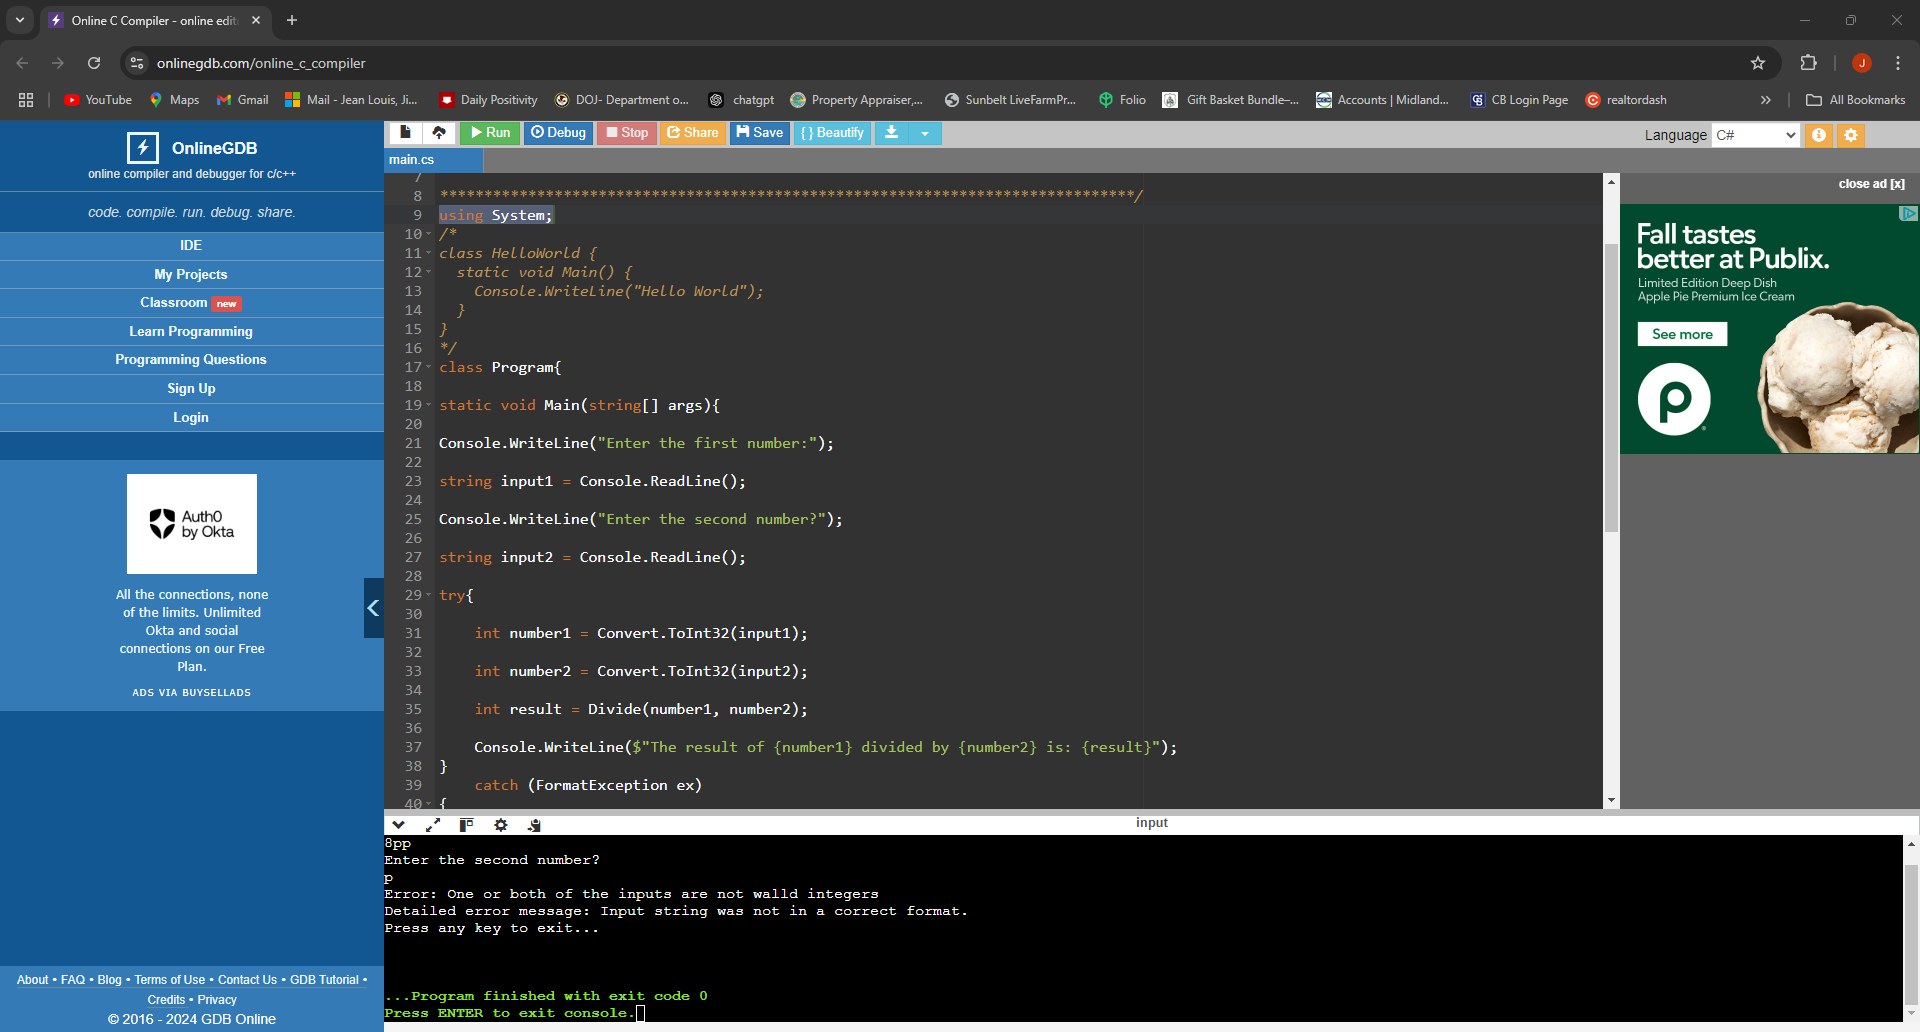 Online C Compiler - online edit
onlinegdb.com/online_c_compiler
YouTube
Maps
Gmail
Mail - Jean Louis, Ji...
Daily Positivity
DOJ- Department o...
chatgpt
Property Appraiser,...
Sunbelt LiveFarmPr...
Folio
Gift Basket Bundle-...
Accounts | Midland...
CB Login Page
realtordash
»
All Bookmarks
J
OnlineGDB
online compiler and debugger for c/c++
code. compile. run. debug. share.
IDE
My Projects
Classroom new
Learn Programming
Programming Questions
Sign Up
Login
Auth0
by Okta
All the connections, none
of the limits. Unlimited
Okta and social
connections on our Free
Plan.
ADS VIA BUYSELLADS
About • FAQ • Blog • Terms of Use • Contact Us • GDB Tutorial •
Credits • Privacy
© 2016 - 2024 GDB Online
Run Debug Stop Share Save { } Beautify
Language C#
main.cs
7
8 *******************************************************************************/
9 using System;
10 /*
11 class HelloWorld {
12 static void Main() {
13 Console.WriteLine("Hello World");
14 }
15 }
16 */
17 class Program{
18
19 static void Main(string[] args){
20
21 Console.WriteLine("Enter the first number:");
22
23 string input1 = Console.ReadLine();
24
25 Console.WriteLine("Enter the second number?");
26
27 string input2 = Console.ReadLine();
28
29 try{
30
31 int number1 = Convert.ToInt32(input1);
32
33 int number2 = Convert.ToInt32(input2);
34
35 int result = Divide(number1, number2);
36
37 Console.WriteLine($"The result of {number1} divided by {number2} is: {result}");
38 }
39 catch (FormatException ex)
40 {
close ad [x]
Fall tastes
better at Publix.
Limited Edition Deep Dish
Apple Pie Premium Ice Cream
See more
P
input
8pp
Enter the second number?
p
Error: One or both of the inputs are not walld integers
Detailed error message: Input string was not in a correct format.
Press any key to exit...
...Program finished with exit code 0
Press ENTER to exit console.